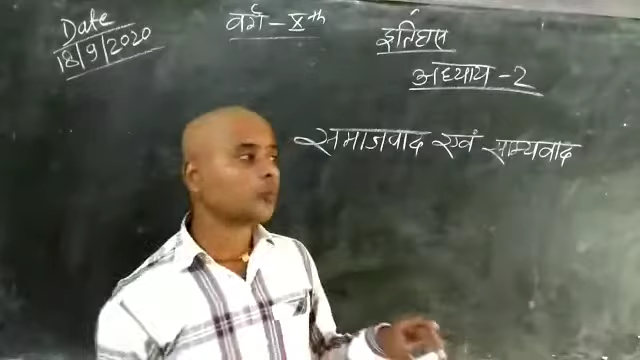 Date
18/9/2020
वर्ग - Xth
इतिहास
अध्याय - 2
समाजवाद एवं साम्यवाद